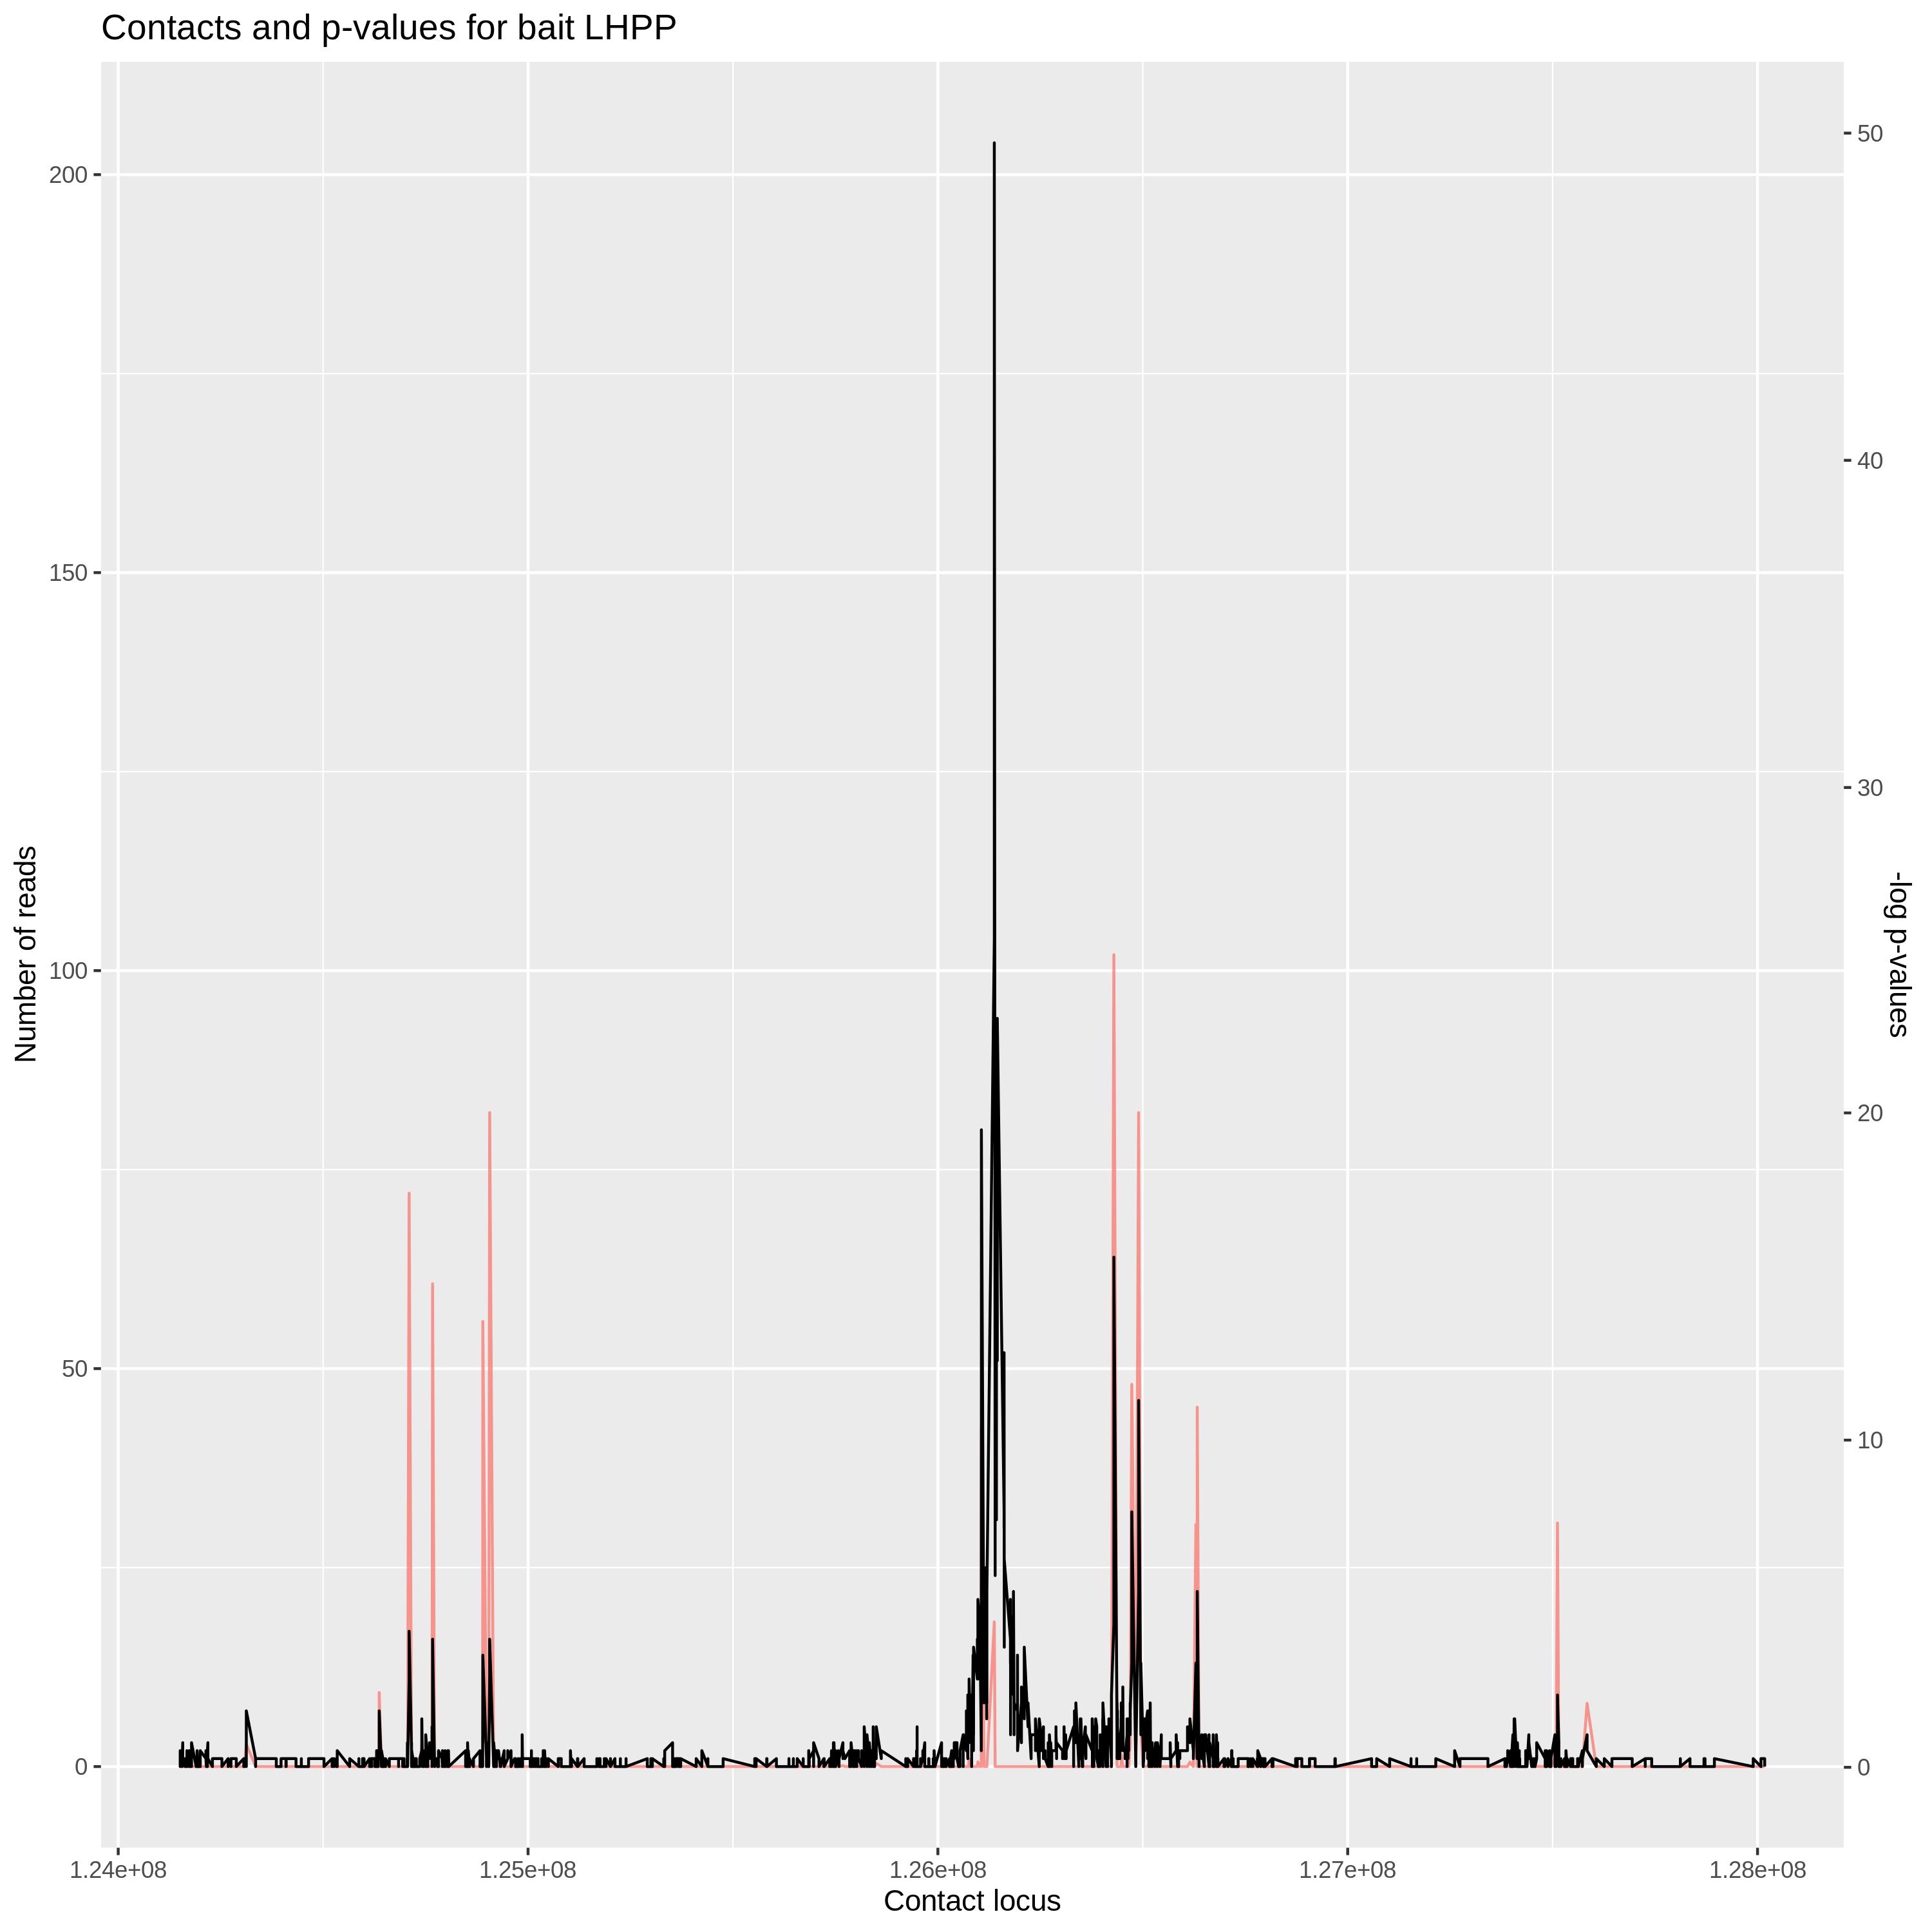 Contacts and p-values for bait LHPP
200
150
100
50
0
Number of reads
50
40
30
20
10
0
-log p-values
1.24e+08
1.25e+08
1.26e+08
1.27e+08
1.28e+08
Contact locus